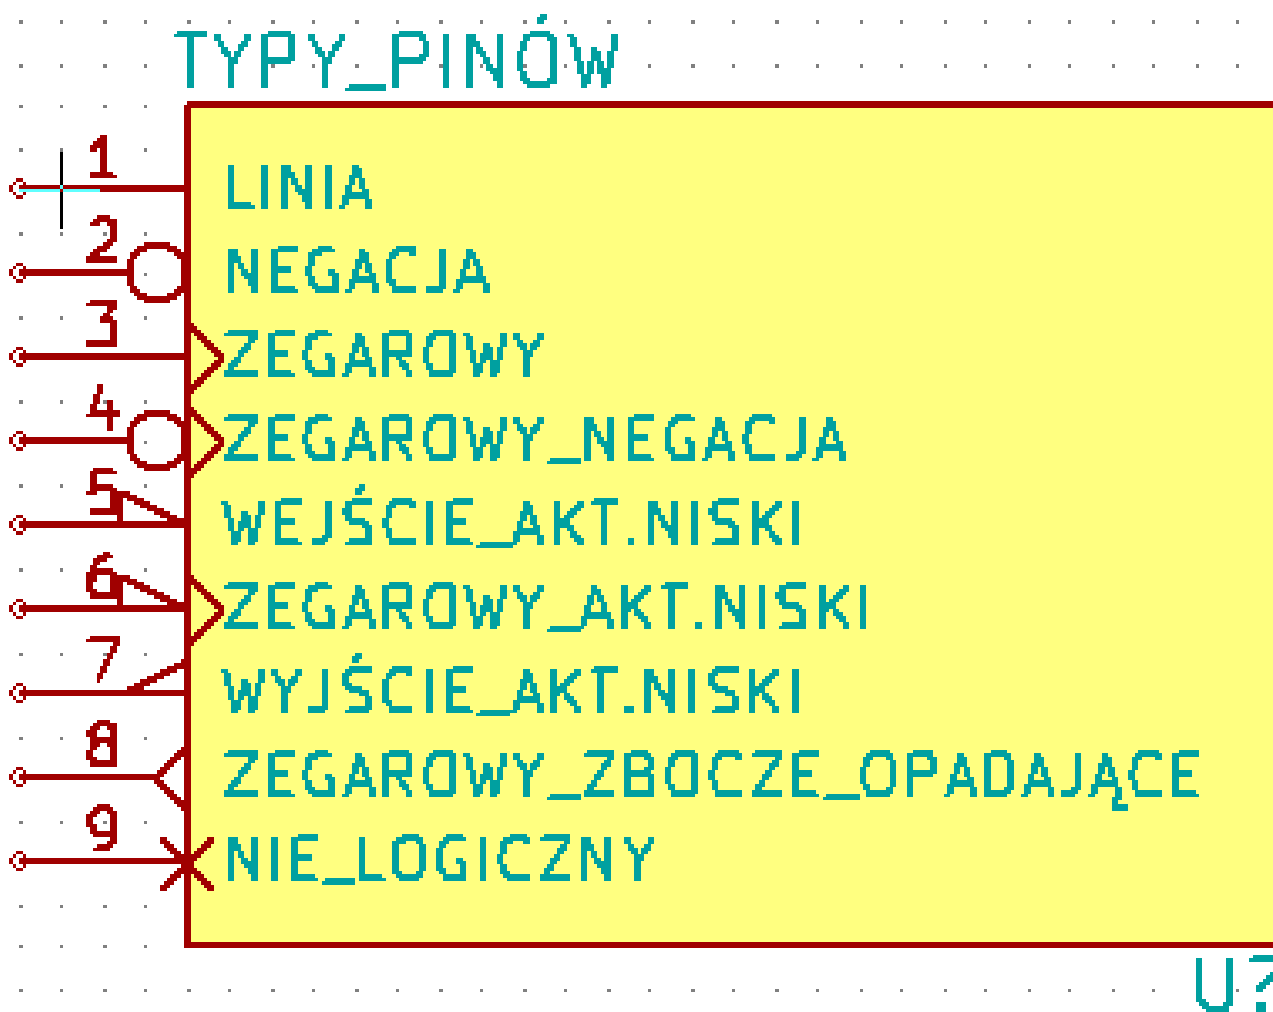 TYPY_PINÓW
1 LINIA
2 NEGACJA
3 ZEGAROWY
4 ZEGAROWY_NEGACJA
5 WEJŚCIE_AKT.NISKI
6 ZEGAROWY_AKT.NISKI
7 WYJŚCIE_AKT.NISKI
8 ZEGAROWY_ZBOCZE_OPADAJĄCE
9 NIE_LOGICZNY
U?